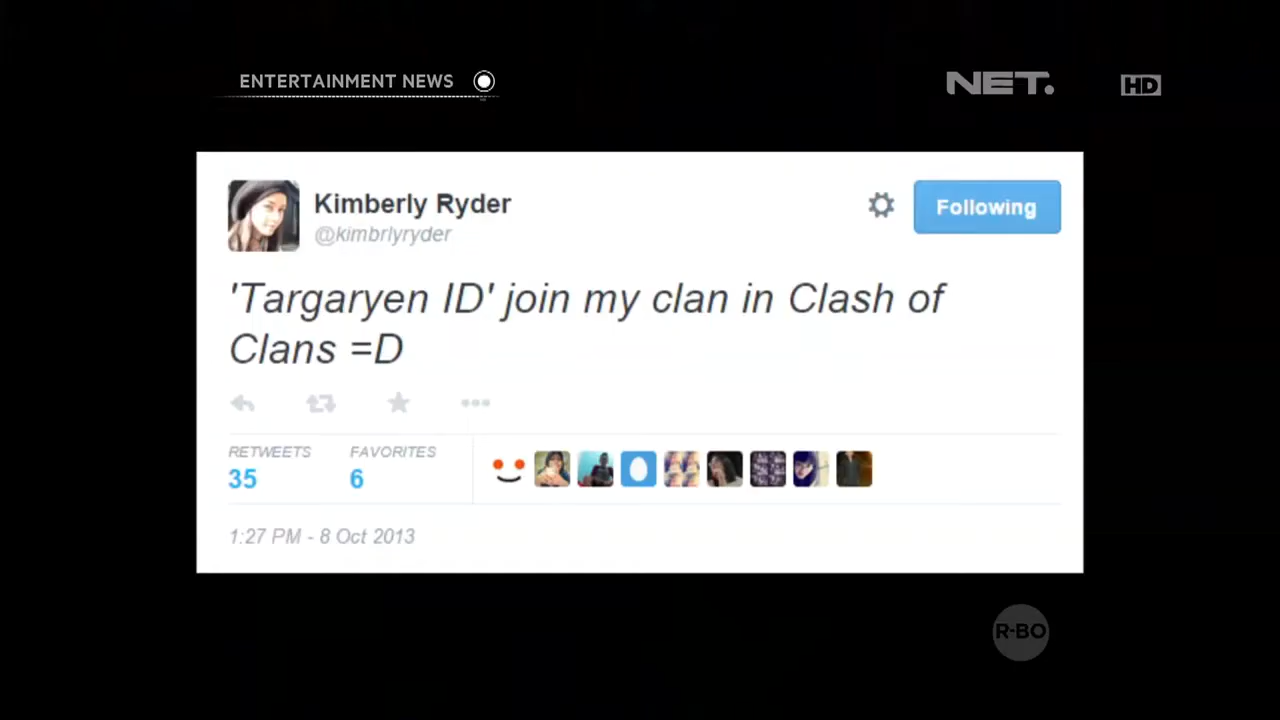 ENTERTAINMENT NEWS
NET.
HD
Kimberly Ryder
@kimbrlyryder
Following
'Targaryen ID' join my clan in Clash of
Clans =D
RETWEETS
35
FAVORITES
6
1:27 PM - 8 Oct 2013
R-BO